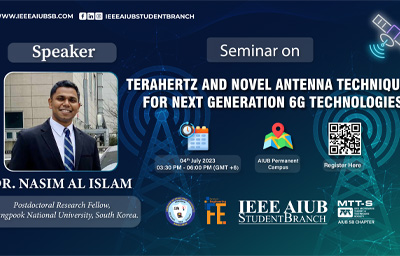 WWW.IEEEAIUBSB.COM
IEEEAIUBSTUDENTBRANCH
Speaker
Seminar on
TERAHERTZ AND NOVEL ANTENNA TECHNIQUE
FOR NEXT GENERATION 6G TECHNOLOGIES
04th July 2023
03:30 PM - 06:00 PM (GMT +6)
AIUB Permanent
Campus
Register Here
DR. NASIM AL ISLAM
Postdoctoral Research Fellow,
ngpook National University, South Korea.
IEEE AIUB
STUDENT BRANCH
MTT-S
AIUB SB CHAPTER